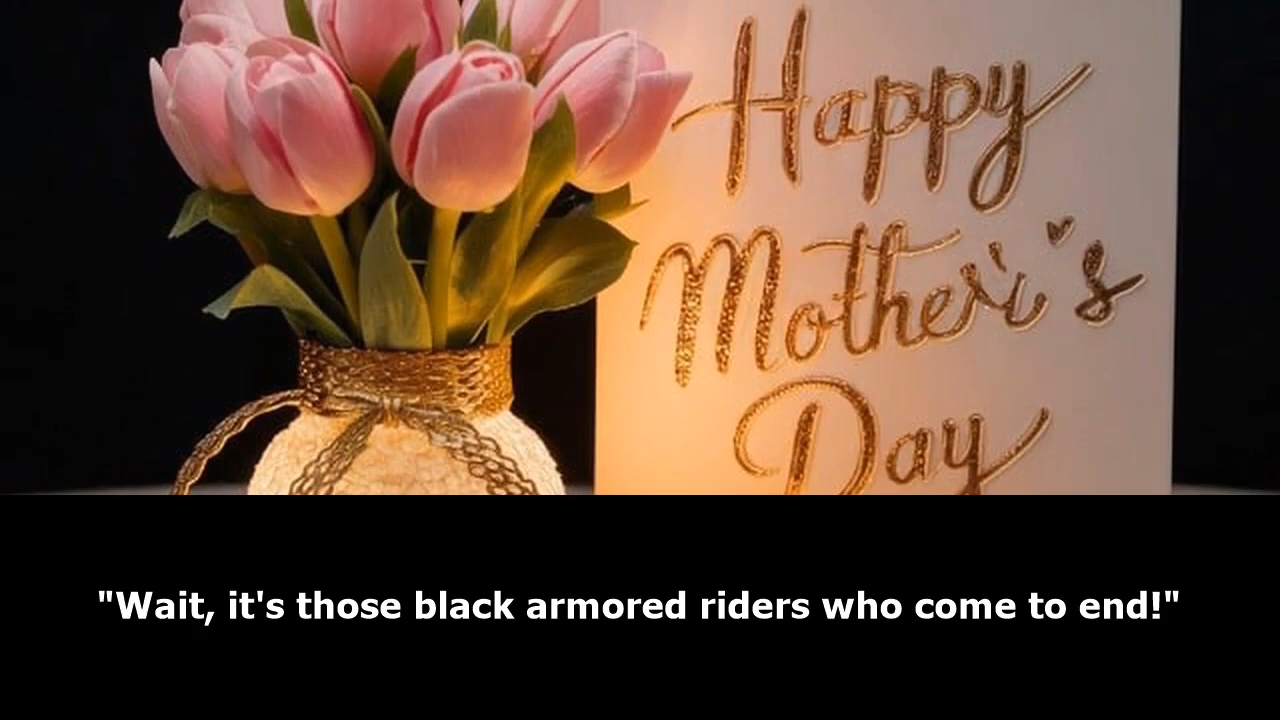 Happy
Mother's
Day
"Wait, it's those black armored riders who come to end!"